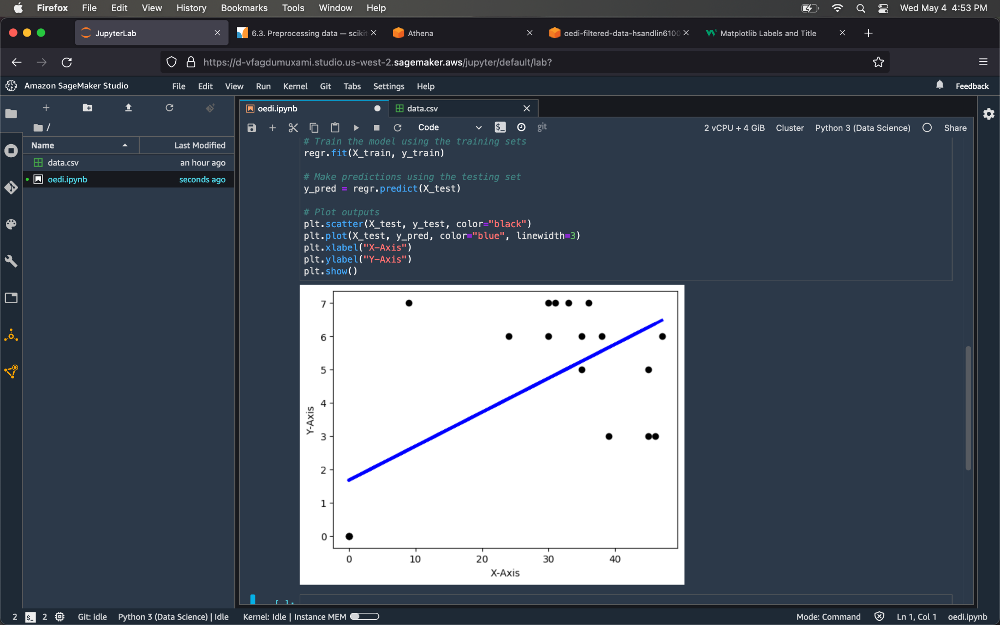 Firefox File Edit View History Bookmarks Tools Window Help Wed May 4 4:53 PM
JupyterLab 6.3. Preprocessing data — scikit Athena oedi-filtered-data-hsandlin6100 Matplotlib Labels and Title
https://d-vfagdumuxami.studio.us-west-2.sagemaker.aws/jupyter/default/lab?
Amazon SageMaker Studio File Edit View Run Kernel Git Tabs Settings Help Feedback
oedi.ipynb data.csv
/
Code $_ git 2 vCPU + 4 GiB Cluster Python 3 (Data Science) Share
Name Last Modified
data.csv an hour ago
oedi.ipynb seconds ago
# Train the model using the training sets
regr.fit(X_train, y_train)
# Make predictions using the testing set
y_pred = regr.predict(X_test)
# Plot outputs
plt.scatter(X_test, y_test, color="black")
plt.plot(X_test, y_pred, color="blue", linewidth=3)
plt.xlabel("X-Axis")
plt.ylabel("Y-Axis")
plt.show()
7
6
5
4
3
2
1
0
Y-Axis
0 10 20 30 40
X-Axis
[ ]:
2 $_ 2 Git: idle Python 3 (Data Science) | Idle Kernel: Idle | Instance MEM Mode: Command Ln 1, Col 1 oedi.ipynb